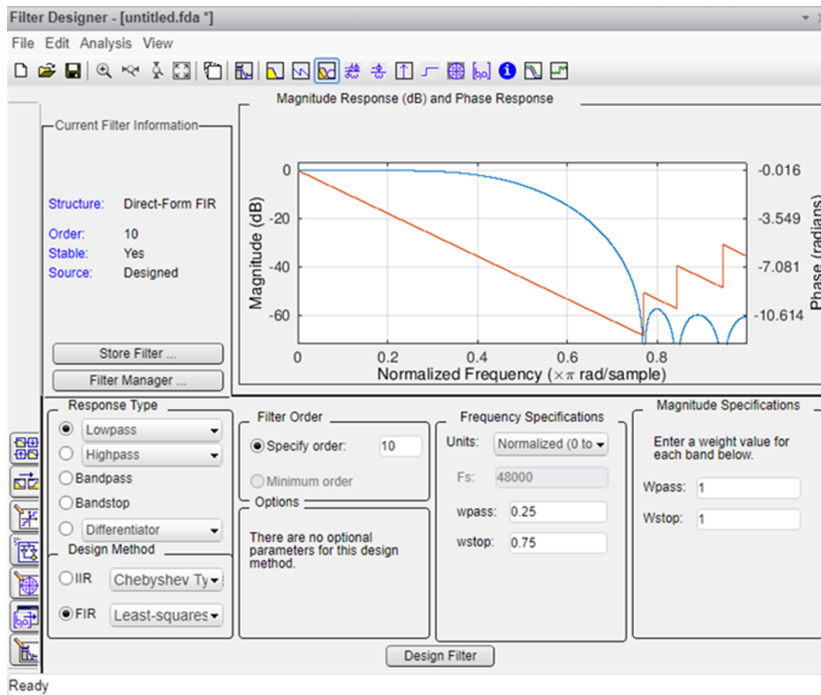 Filter Designer - [untitled.fda *]
File Edit Analysis View
Current Filter Information
Structure: Direct-Form FIR
Order: 10
Stable: Yes
Source: Designed
Store Filter ...
Filter Manager ...
Magnitude Response (dB) and Phase Response
Magnitude (dB)
0
-20
-40
-60
0 0.2 0.4 0.6 0.8
Normalized Frequency (×π rad/sample)
-0.016
-3.549
-7.081
-10.614
Phase (radians)
Response Type
Lowpass
Highpass
Bandpass
Bandstop
Differentiator
Design Method
IIR Chebyshev Ty
FIR Least-squares
Filter Order
Specify order: 10
Minimum order
Options
There are no optional
parameters for this design
method.
Frequency Specifications
Units: Normalized (0 to
Fs: 48000
wpass: 0.25
wstop: 0.75
Magnitude Specifications
Enter a weight value for
each band below.
Wpass: 1
Wstop: 1
Design Filter
Ready